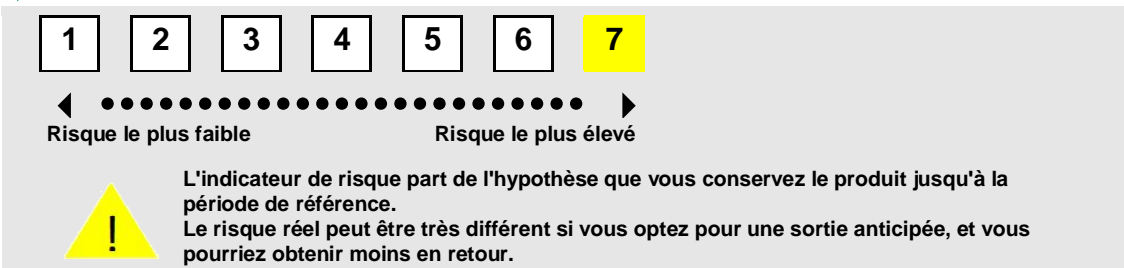 1 2 3 4 5 6 7
Risque le plus faible Risque le plus élevé
L'indicateur de risque part de l'hypothèse que vous conservez le produit jusqu'à la
période de référence.
Le risque réel peut être très différent si vous optez pour une sortie anticipée, et vous
! pourriez obtenir moins en retour.